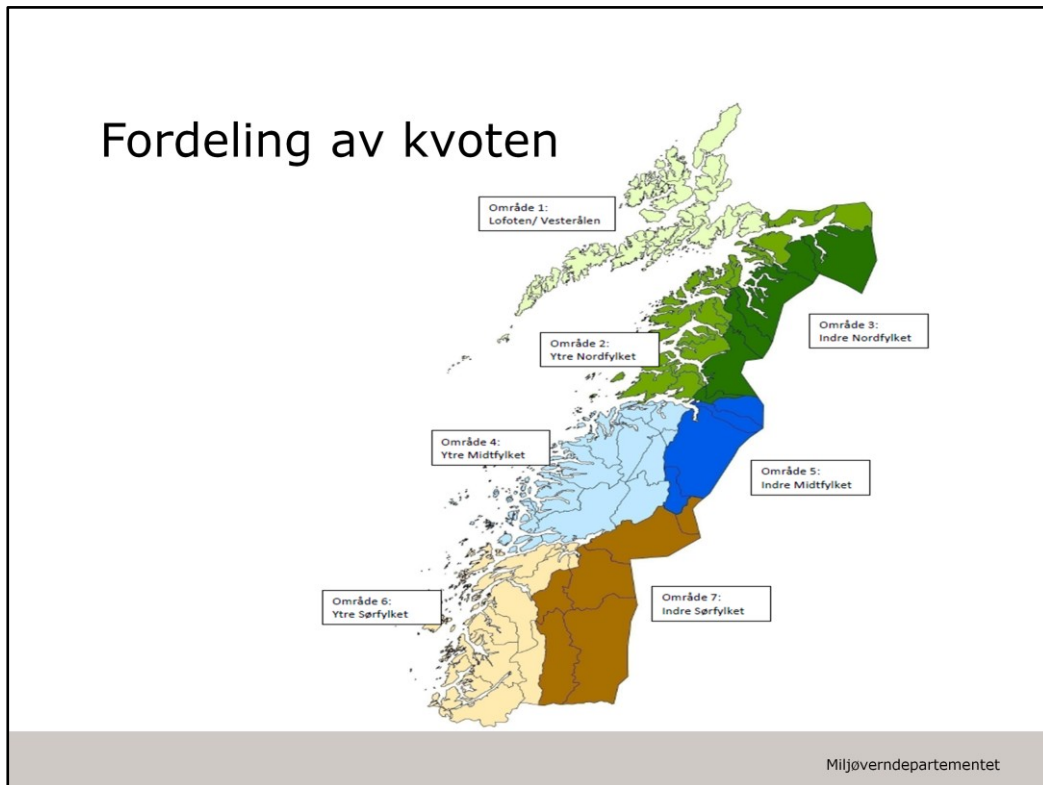 Fordeling av kvoten
Område 1:
Lofoten/ Vesterålen
Område 3:
Indre Nordfylket
Område 2:
Ytre Nordfylket
Område 4:
Ytre Midtfylket
Område 5:
Indre Midtfylket
Område 6:
Ytre Sørfylket
Område 7:
Indre Sørfylket
Miljøverndepartementet